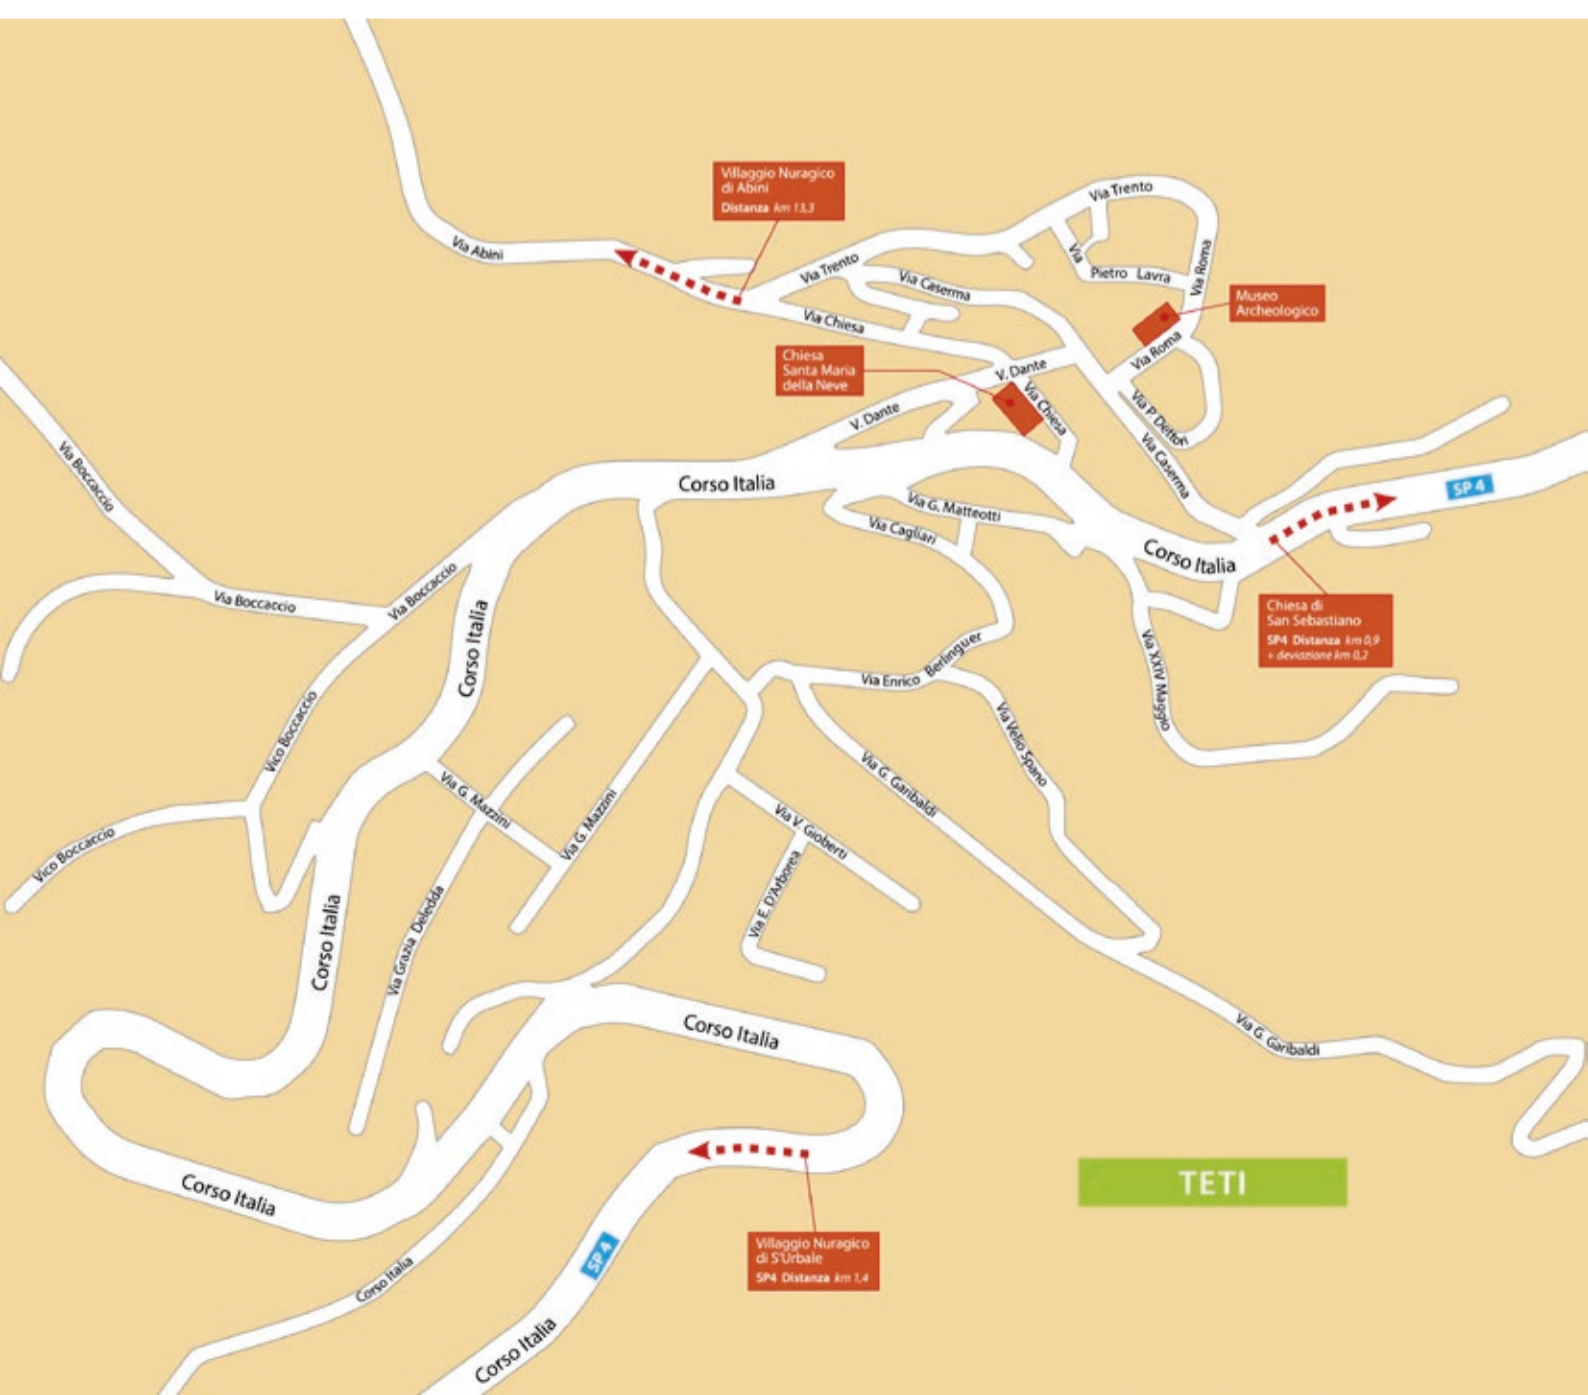 Villaggio Nuragico
di Abini
Distanza km 13,3
Via Trento
Via Abini
Via Trento
Via
Pietro Lavra
Via Roma
Via Caserma
Museo
Archeologico
Via Chiesa
Via Roma
Chiesa
Santa Maria
della Neve
V. Dante
Via Chiesa
V. Dante
Via P. Dettori
Via Caserma
Via Boccaccio
Corso Italia
SP 4
Via G. Matteotti
Via Cagliari
Corso Italia
Via Boccaccio
Via Boccaccio
Corso Italia
Chiesa di
San Sebastiano
SP4 Distanza km 0,9
+ deviazione km 0,2
Via Enrico Berlinguer
Via XXIV Maggio
Vico Boccaccio
Via Velio Spano
Via G. Mazzini
Via G. Mazzini
Via G. Garibaldi
Via V. Gioberti
Vico Boccaccio
Via E. D'Arborea
Corso Italia
Via Grazia Deledda
Corso Italia
Via G. Garibaldi
Corso Italia
TETI
Villaggio Nuragico
di S'Urbale
SP4 Distanza km 1,4
SP 4
Corso Italia
Corso Italia